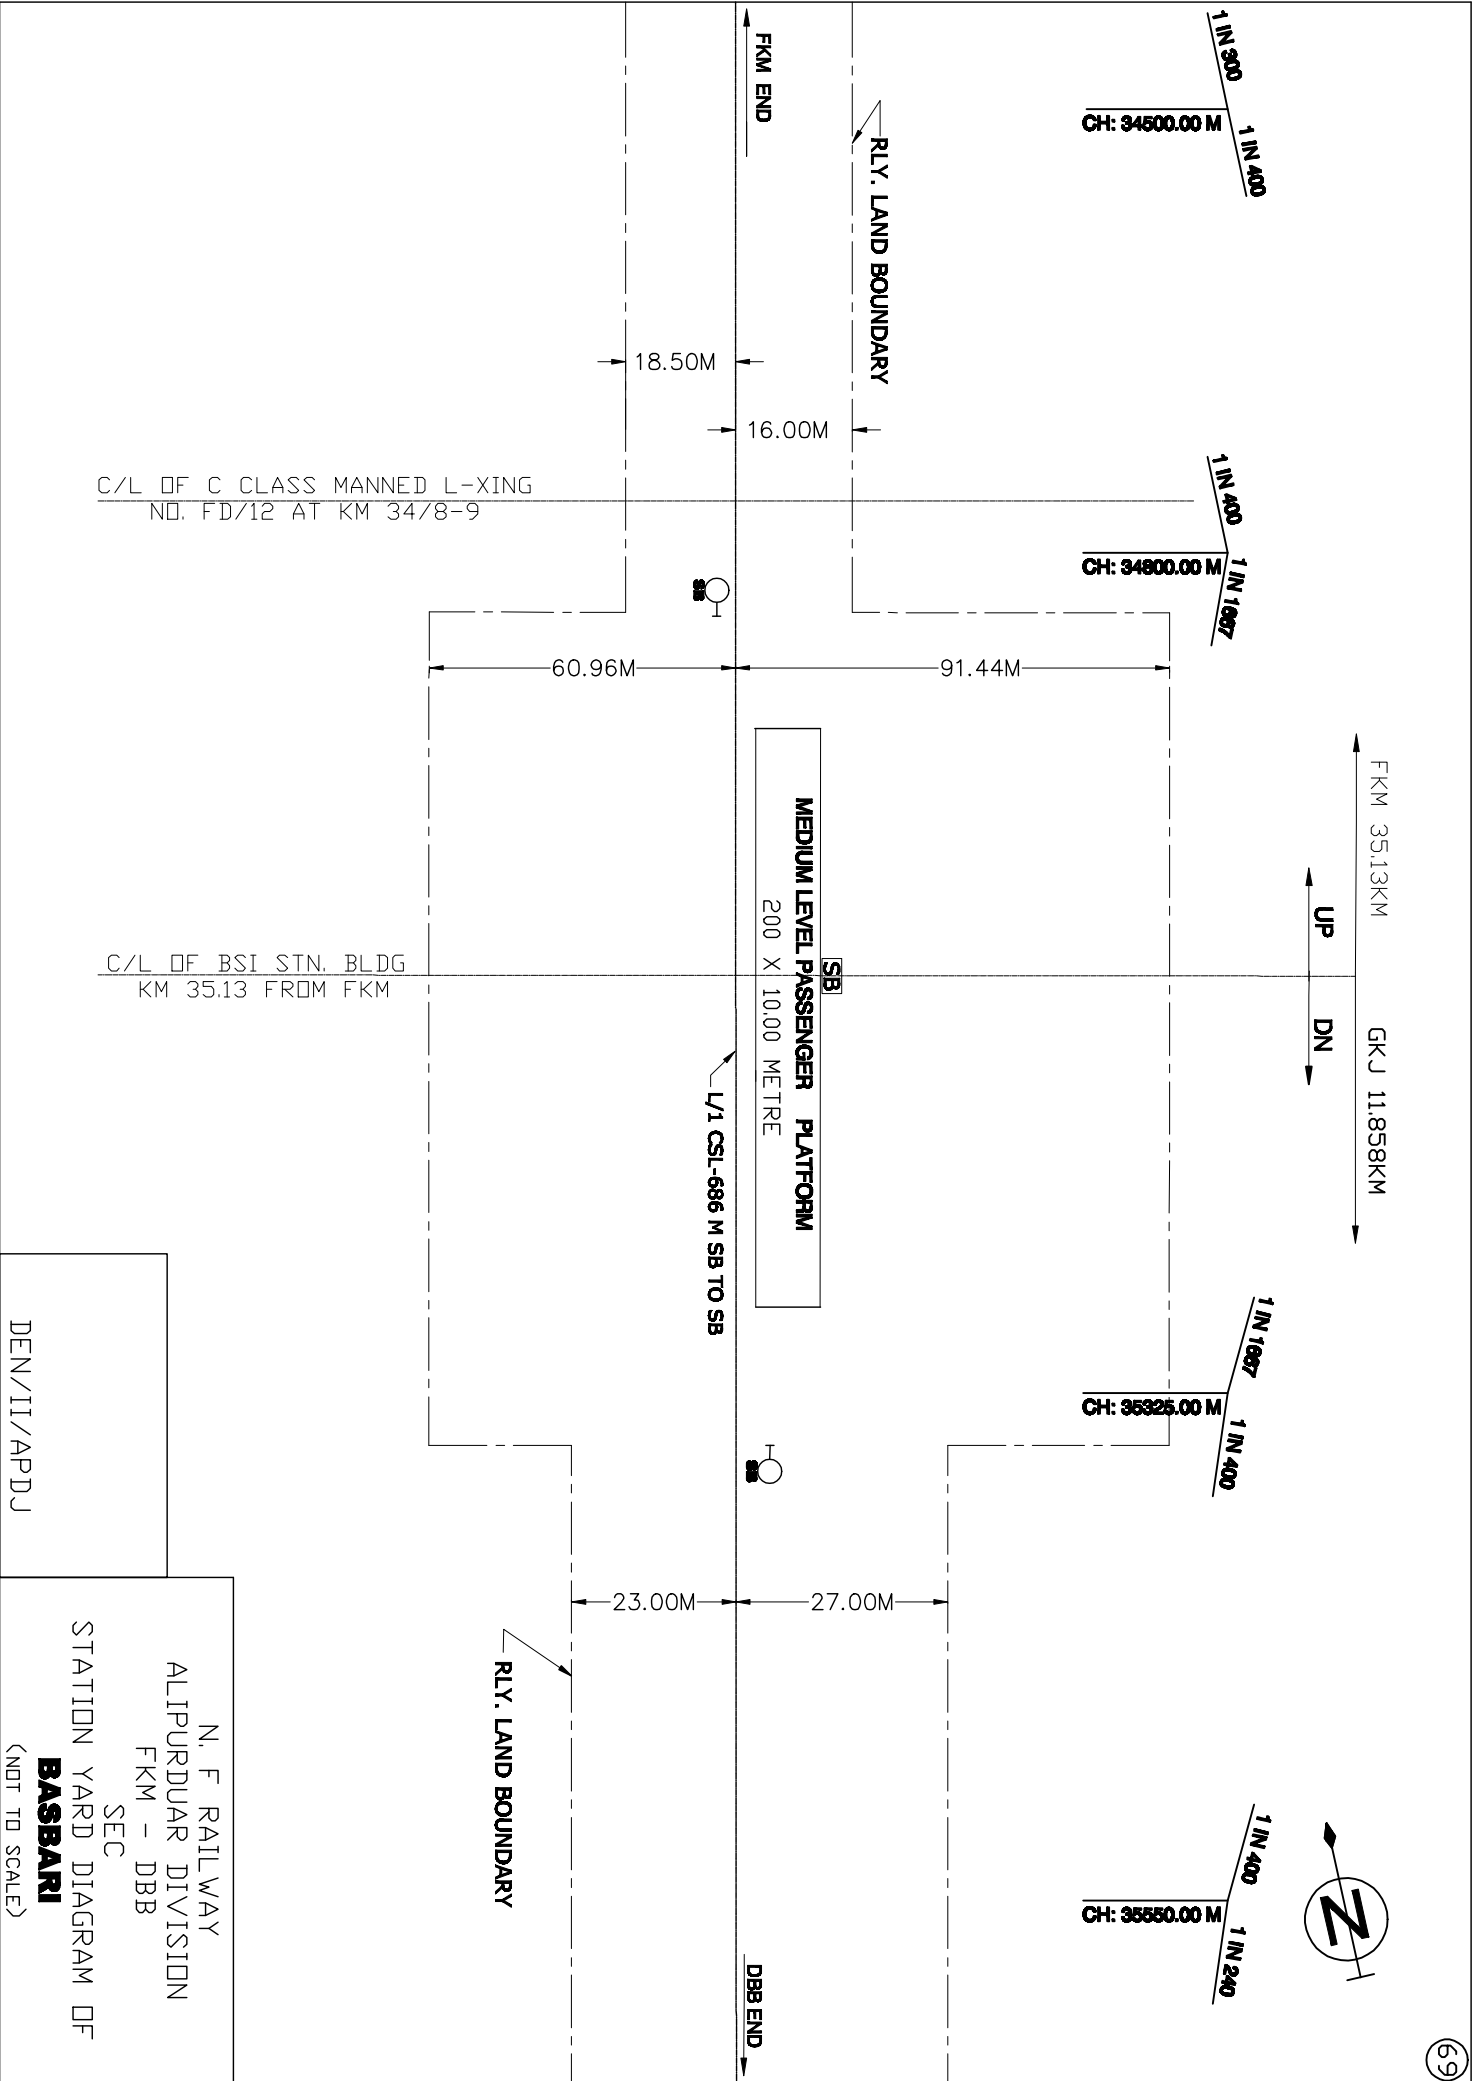 69
FKM 35.13KM
GKJ 11.858KM
UP
DN
1 IN 300
1 IN 400
CH: 34500.00 M
1 IN 400
1 IN 1667
CH: 34800.00 M
1 IN 1667
1 IN 400
CH: 35325.00 M
1 IN 400
1 IN 240
CH: 35550.00 M
N
RLY. LAND BOUNDARY
FKM END
DBB END
18.50M
16.00M
60.96M
91.44M
SB
MEDIUM LEVEL PASSENGER PLATFORM
200 X 10.00 METRE
L/1 CSL-686 M SB TO SB
SB
SB
23.00M
27.00M
RLY. LAND BOUNDARY
C/L OF C CLASS MANNED L-XING
NO. FD/12 AT KM 34/8-9
C/L OF BSI STN. BLDG
KM 35.13 FROM FKM
DEN/II/APDJ
N. F RAILWAY
ALIPURDUAR DIVISION
FKM - DBB
SEC
STATION YARD DIAGRAM OF
BASBARI
(NOT TO SCALE)